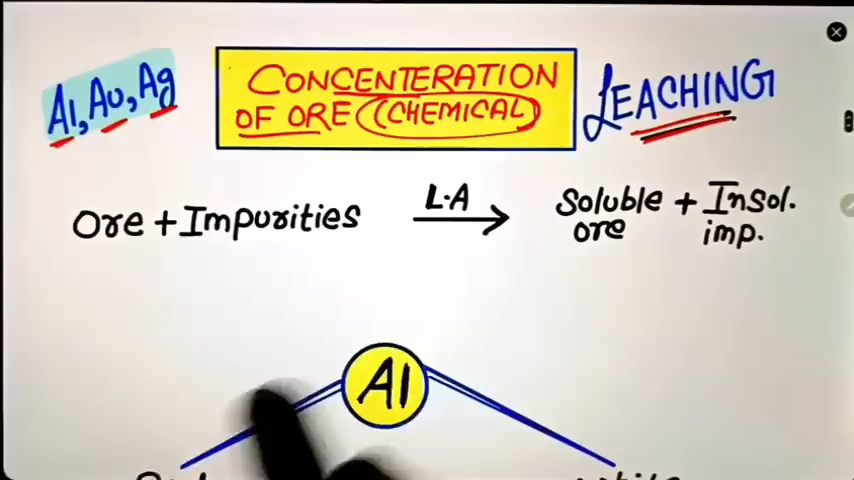 Al, Au, Ag
CONCENTERATION
OF ORE (CHEMICAL)
LEACHING
Ore + Impurities
L.A
Soluble + Insol.
ore imp.
Al